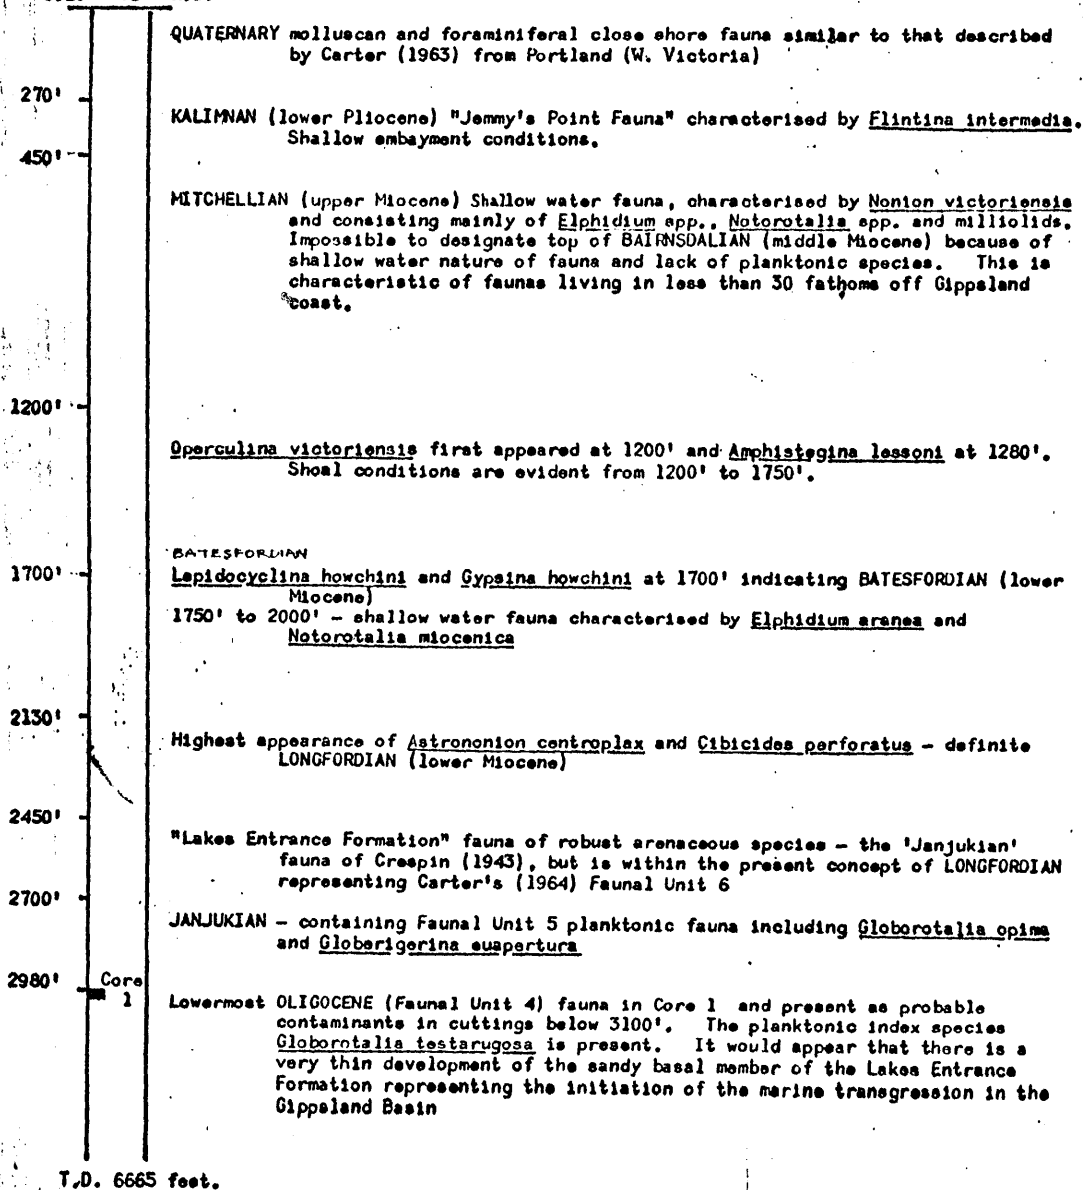 QUATERNARY molluscan and foraminiferal close shore fauna similar to that described
by Carter (1963) from Portland (W. Victoria)
270'
KALIMNAN (lower Pliocene) "Jemmy's Point Fauna" characterised by Flintina intermedia.
Shallow embayment conditions.
450'
MITCHELLIAN (upper Miocene) Shallow water fauna, characterised by Nonion victoriensis
and consisting mainly of Elphidium spp., Notorotalia spp. and milliolids.
Impossible to designate top of BAIRNSDALIAN (middle Miocene) because of
shallow water nature of fauna and lack of planktonic species. This is
characteristic of faunas living in less than 30 fathoms off Gippsland
coast.
1200'
Operculina victoriensis first appeared at 1200' and Amphistegina lessoni at 1280'.
Shoal conditions are evident from 1200' to 1750'.
BATESFORDIAN
1700'
Lepidocyclina howchini and Gypsina howchini at 1700' indicating BATESFORDIAN (lower
Miocene)
1750' to 2000' - shallow water fauna characterised by Elphidium aranea and
Notorotalia miocenica
2130'
Highest appearance of Astrononion centroplax and Cibicides perforatus - definite
LONGFORDIAN (lower Miocene)
2450'
"Lakes Entrance Formation" fauna of robust arenaceous species - the 'Janjukian'
fauna of Crespin (1943), but is within the present concept of LONGFORDIAN
representing Carter's (1964) Faunal Unit 6
2700'
JANJUKIAN - containing Faunal Unit 5 planktonic fauna including Globorotalia opima
and Globerigerina euapertura
2980' Core
1
Lowermost OLIGOCENE (Faunal Unit 4) fauna in Core 1 and present as probable
contaminants in cuttings below 3100'. The planktonic index species
Globorotalia testarugosa is present. It would appear that there is a
very thin development of the sandy basal member of the Lakes Entrance
Formation representing the initiation of the marine transgression in the
Gippsland Basin
T.D. 6665 feet.